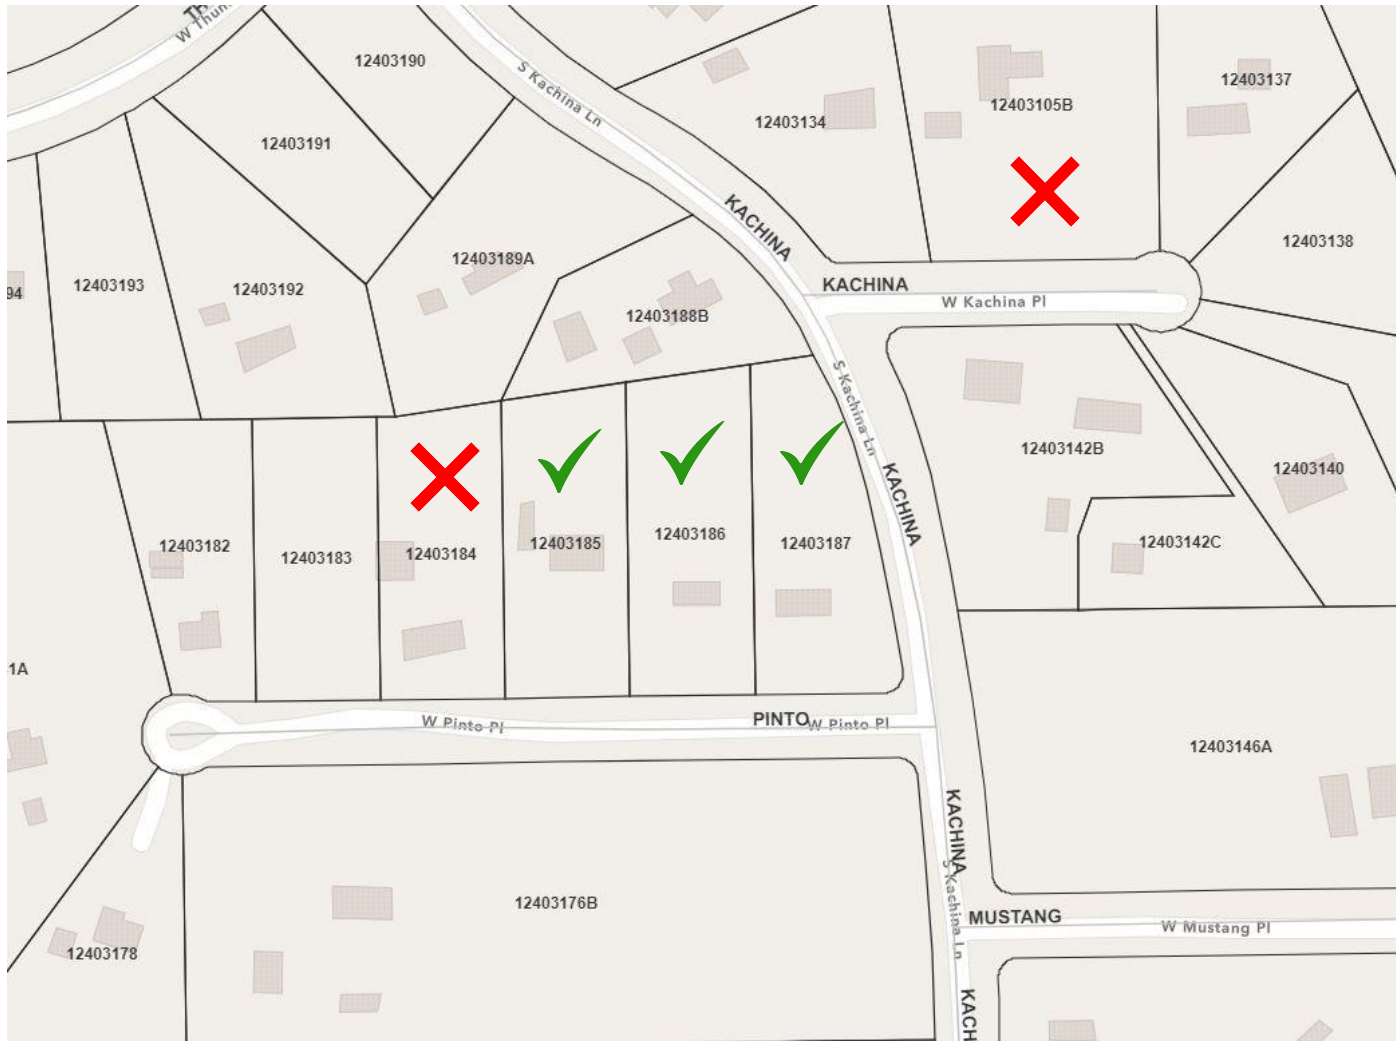 W Thun
12403190
S Kachina Ln
12403137
12403105B
12403134
12403191
KACHINA
12403138
12403189A
94
12403193
12403192
KACHINA
W Kachina Pl
12403188B
S Kachina Ln
12403142B
12403140
KACHINA
12403182
12403183
12403184
12403185
12403186
12403187
12403142C
1A
W Pinto Pl
PINTO
W Pinto Pl
12403146A
KACHINA
S Kachina Ln
12403176B
MUSTANG
W Mustang Pl
12403178
KACH